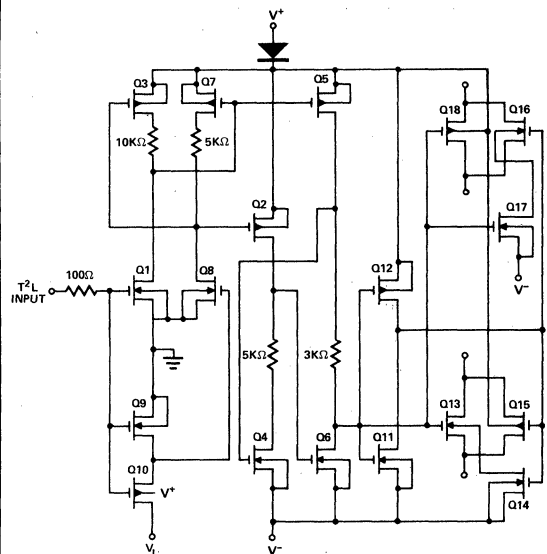 V⁺
Q3
Q7
Q5
10KΩ
5KΩ
Q18
Q16
Q2
Q17
V⁻
Q1
Q8
Q12
100Ω
T²L
INPUT
5KΩ
3KΩ
Q9
Q13
Q15
Q4
Q6
Q11
Q10
V⁺
Q14
V_L
V⁻